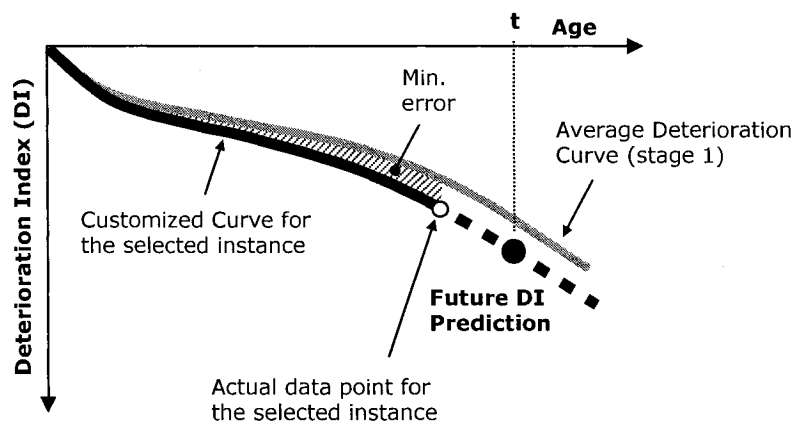 t
Age
Min.
error
Average Deterioration
Curve (stage 1)
Deterioration Index (DI)
Customized Curve for
the selected instance
Future DI
Prediction
Actual data point for
the selected instance